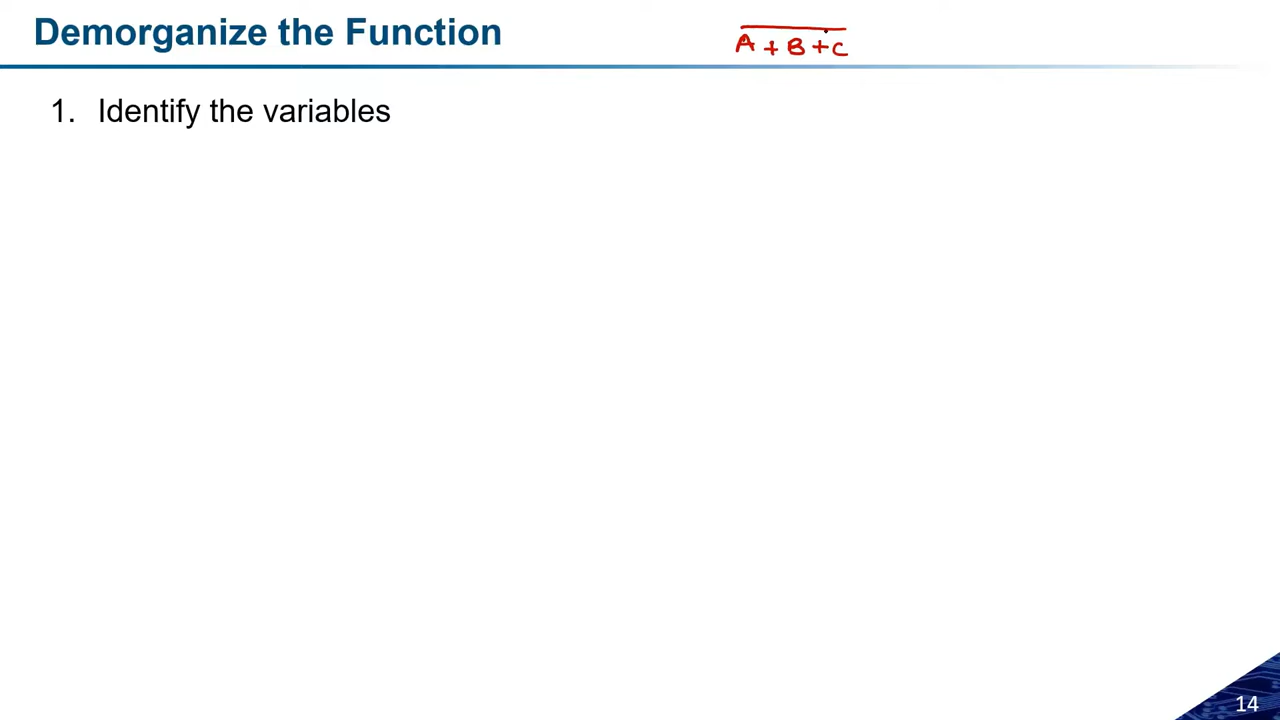 Demorganize the Function
A + B + C
1. Identify the variables
14